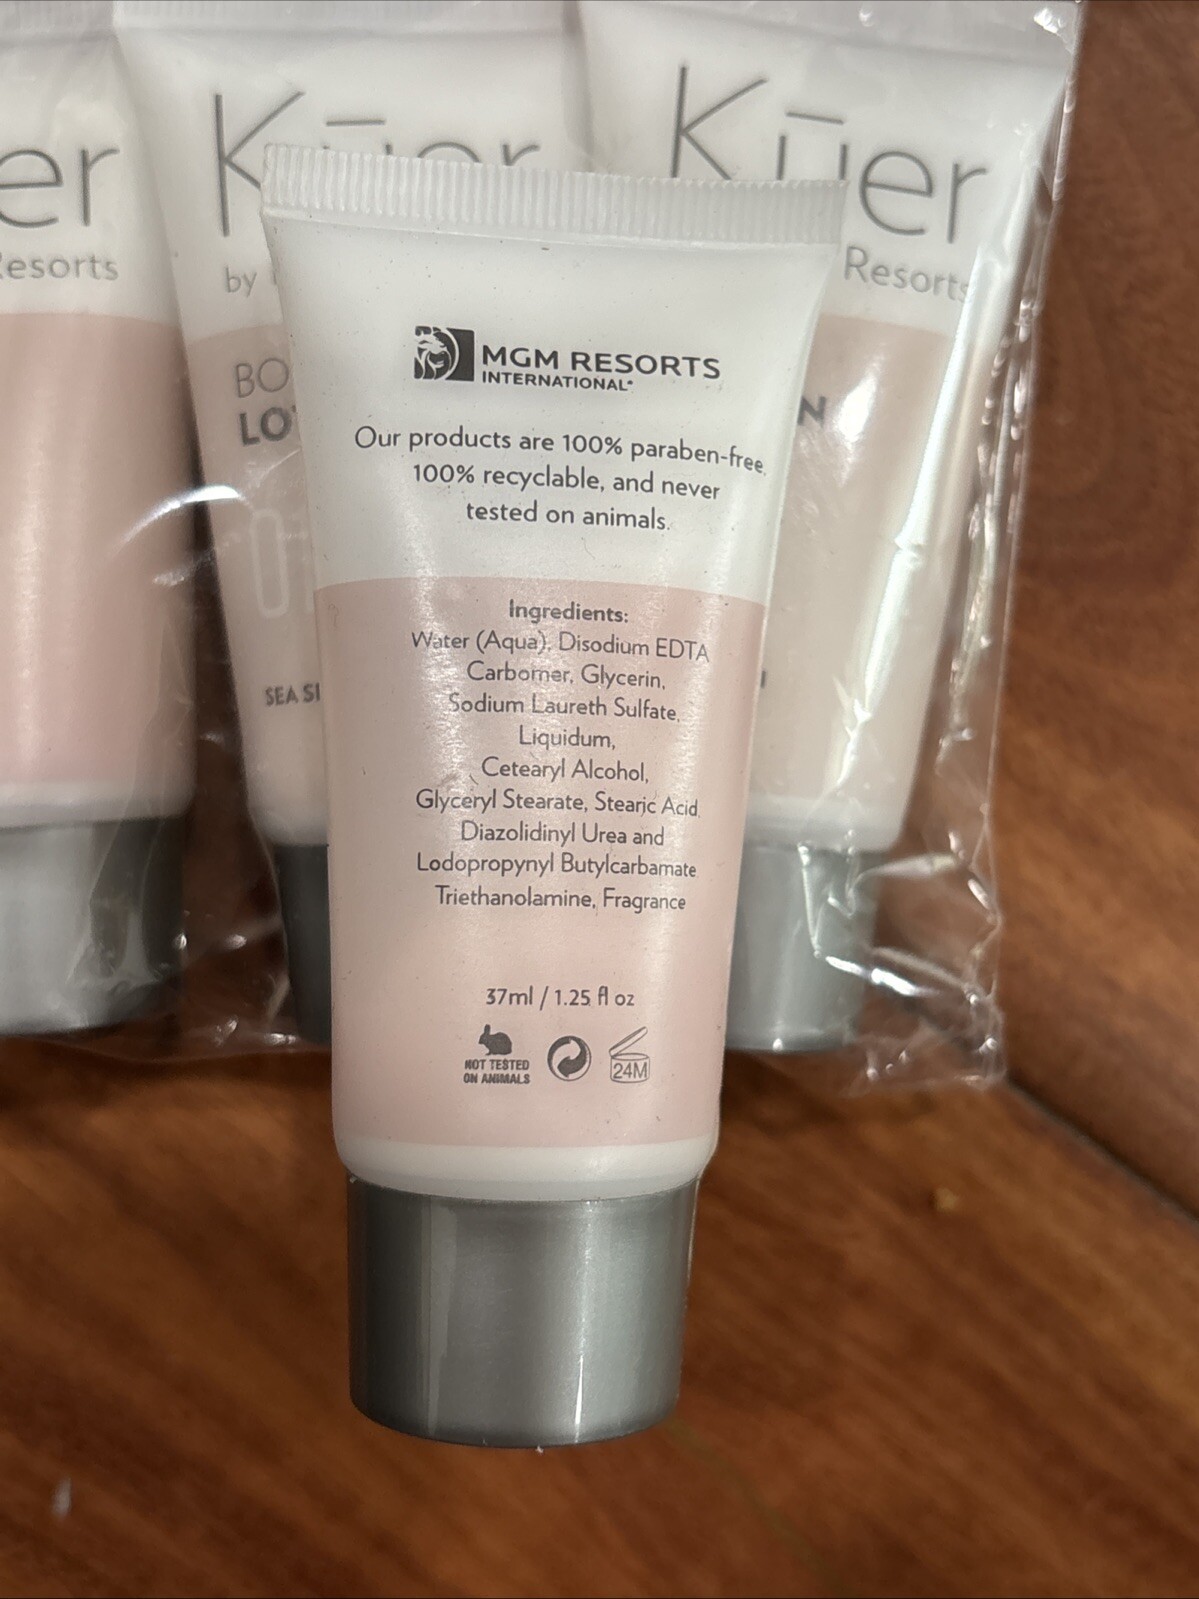 er
Resorts
Kūer
by
BO
LO
SEA SI
Kūer
Resorts
N
MGM RESORTS
INTERNATIONAL®
Our products are 100% paraben-free,
100% recyclable, and never
tested on animals.
Ingredients:
Water (Aqua), Disodium EDTA
Carbomer, Glycerin,
Sodium Laureth Sulfate,
Liquidum,
Cetearyl Alcohol,
Glyceryl Stearate, Stearic Acid,
Diazolidinyl Urea and
Lodopropynyl Butylcarbamate
Triethanolamine, Fragrance
37ml / 1.25 fl oz
NOT TESTED
ON ANIMALS
24M